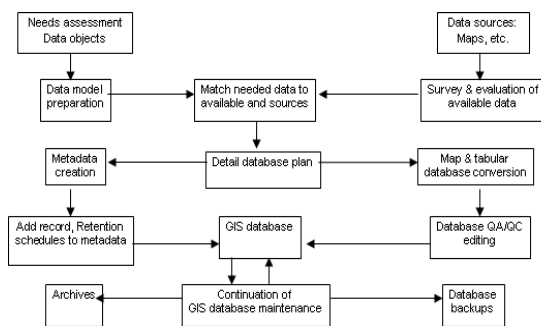 Needs assessment
Data objects
Data sources:
Maps, etc.
Data model
preparation
Match needed data to
available and sources
Survey & evaluation of
available data
Metadata
creation
Detail database plan
Map & tabular
database conversion
Add record, Retention
schedules to metadata
GIS database
Database QA/QC
editing
Archives
Continuation of
GIS database maintenance
Database
backups